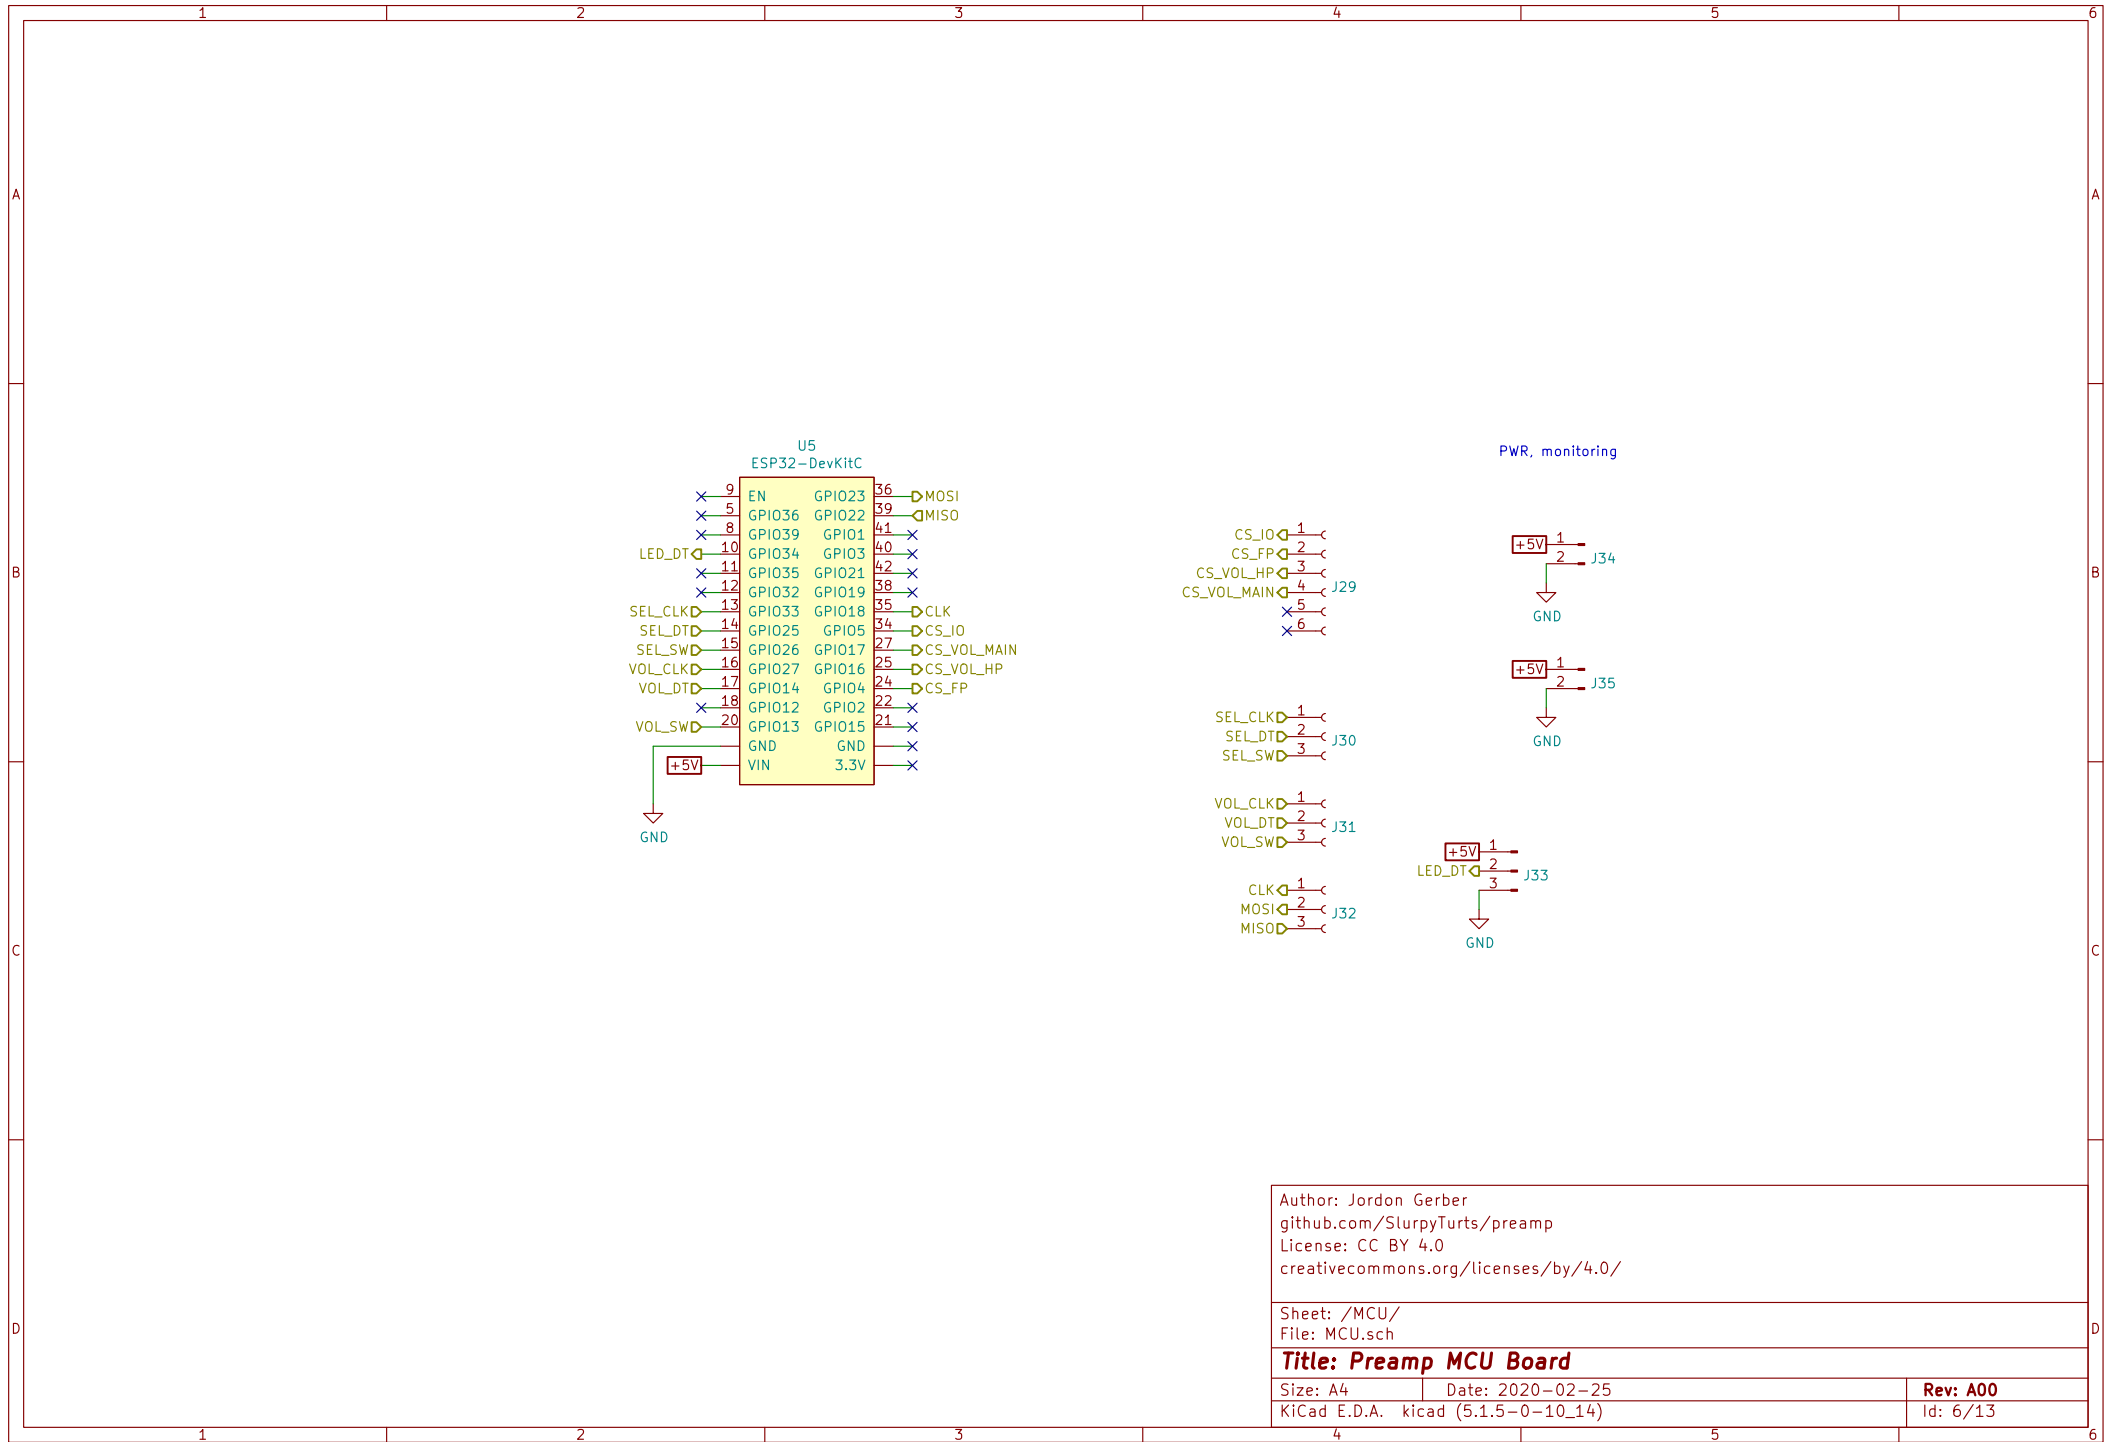 1 2 3 4 5 6
A A
B B
C C
D D
U5
ESP32-DevKitC
9 EN GPIO23 36 MOSI
5 GPIO36 GPIO22 39 MISO
8 GPIO39 GPIO1 41
LED_DT 10 GPIO34 GPIO3 40
11 GPIO35 GPIO21 42
12 GPIO32 GPIO19 38
SEL_CLK 13 GPIO33 GPIO18 35 CLK
SEL_DT 14 GPIO25 GPIO5 34 CS_IO
SEL_SW 15 GPIO26 GPIO17 27 CS_VOL_MAIN
VOL_CLK 16 GPIO27 GPIO16 25 CS_VOL_HP
VOL_DT 17 GPIO14 GPIO4 24 CS_FP
18 GPIO12 GPIO2 22
VOL_SW 20 GPIO13 GPIO15 21
GND GND
+5V VIN 3.3V
GND
CS_IO 1
CS_FP 2
CS_VOL_HP 3
CS_VOL_MAIN 4
J29
5
6
SEL_CLK 1
SEL_DT 2
J30
SEL_SW 3
VOL_CLK 1
VOL_DT 2
J31
VOL_SW 3
CLK 1
MOSI 2
J32
MISO 3
PWR, monitoring
+5V 1
2
J34
GND
+5V 1
2
J35
GND
+5V 1
LED_DT 2
J33
3
GND
Author: Jordon Gerber
github.com/SlurpyTurts/preamp
License: CC BY 4.0
creativecommons.org/licenses/by/4.0/
Sheet: /MCU/
File: MCU.sch
Title: Preamp MCU Board
Size: A4 Date: 2020-02-25 Rev: A00
KiCad E.D.A. kicad (5.1.5-0-10_14) Id: 6/13
1 2 3 4 5 6